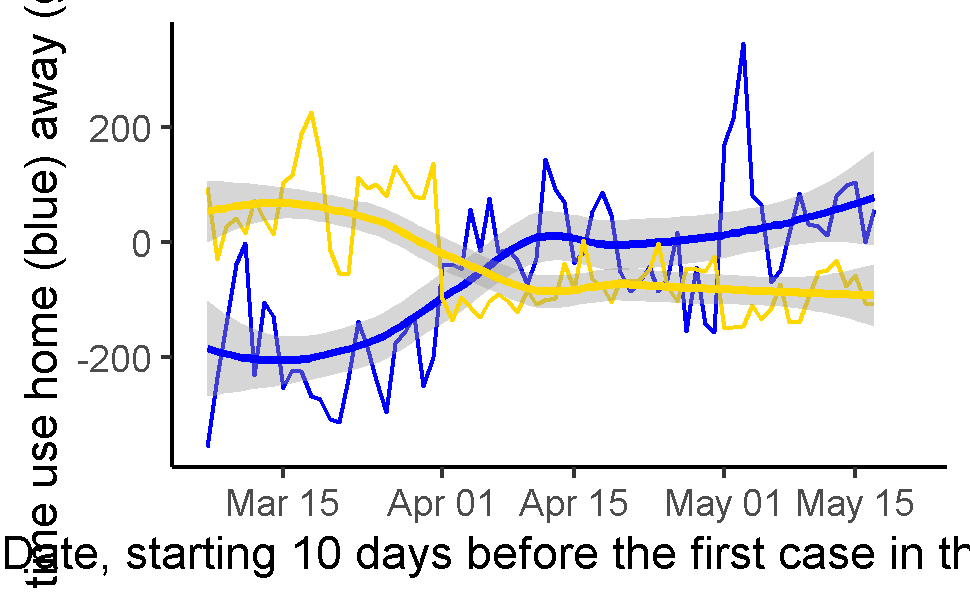 time use home (blue) away (
200
0
-200
Mar 15 Apr 01 Apr 15 May 01 May 15
Date, starting 10 days before the first case in th